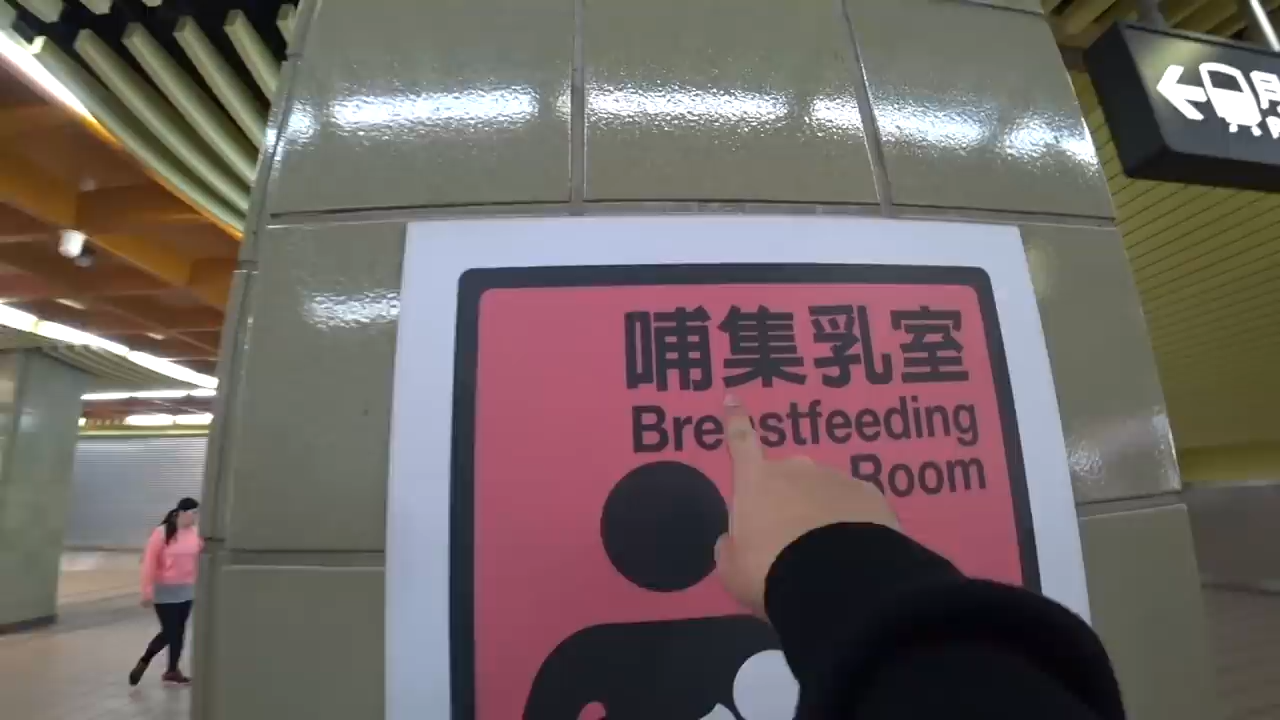 哺集乳室
Breastfeeding
Room